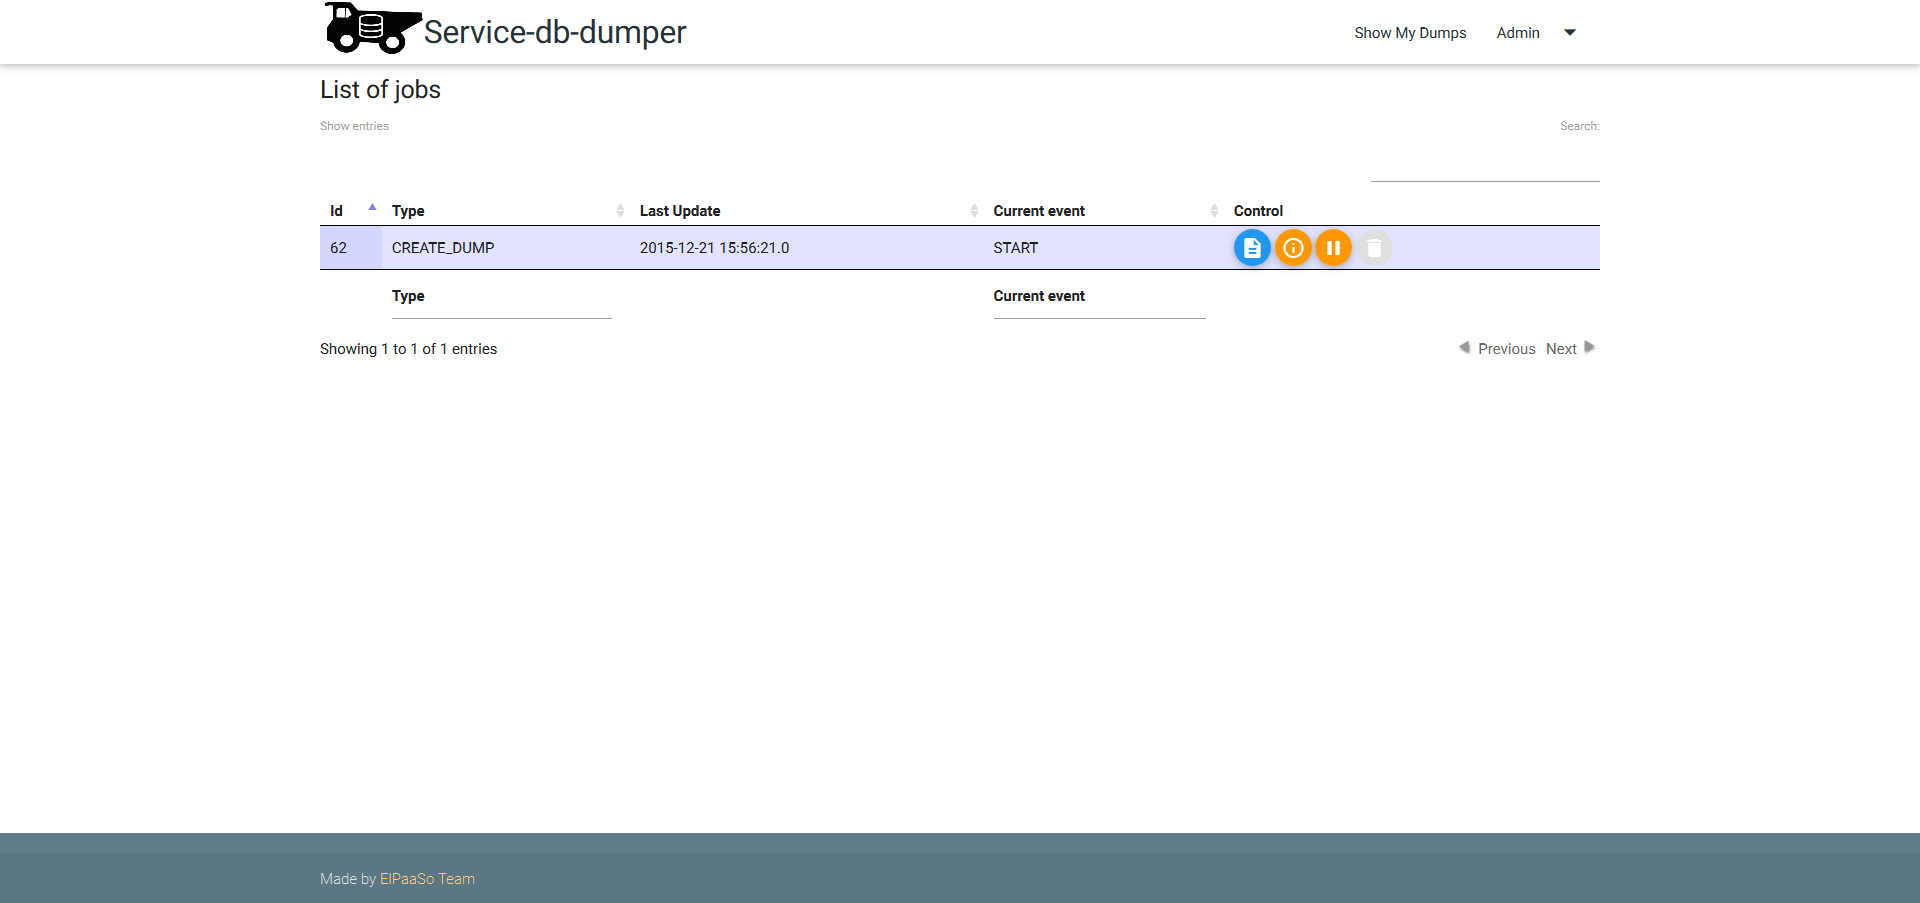 Service-db-dumper
Show My Dumps Admin
List of jobs
Show entries
Search:
Id Type Last Update Current event Control
62 CREATE_DUMP 2015-12-21 15:56:21.0 START
Type Current event
Showing 1 to 1 of 1 entries
Previous Next
Made by ElPaaSo Team